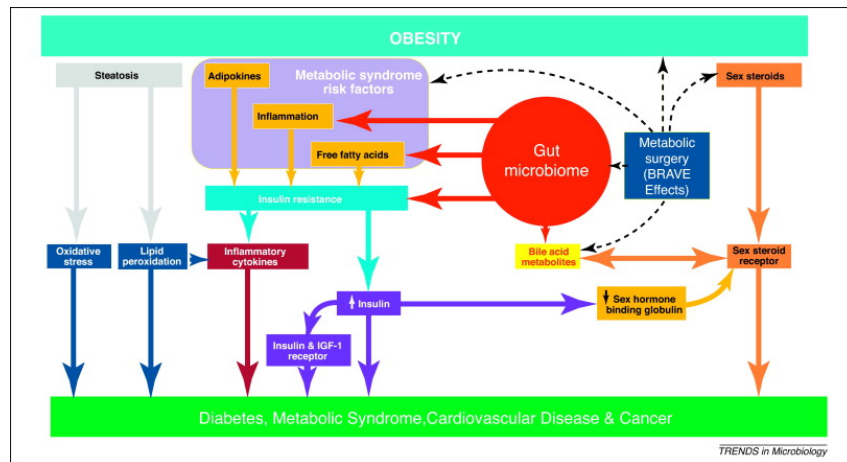 OBESITY
Steatosis
Adipokines
Metabolic syndrome
risk factors
Sex steroids
Inflammation
Free fatty acids
Gut
microbiome
Metabolic
surgery
(BRAVE
Effects)
Insulin resistance
Oxidative
stress
Lipid
peroxidation
Inflammatory
cytokines
Bile acid
metabolites
Sex steroid
receptor
Insulin
Sex hormone
binding globulin
Insulin & IGF-1
receptor
Diabetes, Metabolic Syndrome,Cardiovascular Disease & Cancer
TRENDS in Microbiology